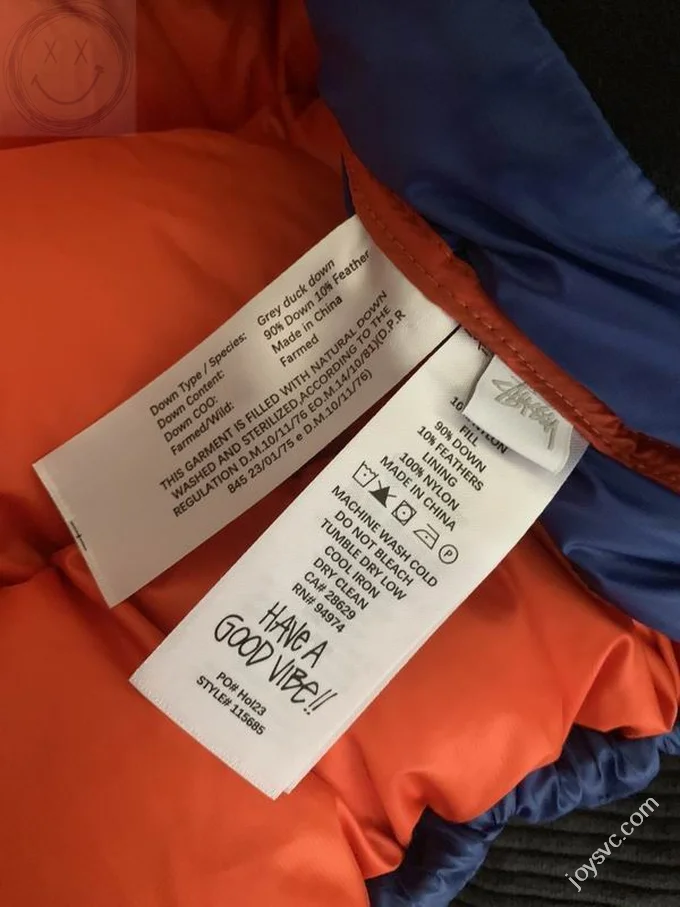 Down Type / Species: Grey duck down
Down Content: 90% Down 10% Feather
Down COO: Made in China
Farmed/Wild: Farmed
THIS GARMENT IS FILLED WITH NATURAL DOWN
WASHED AND STERILIZED,ACCORDING TO THE
REGULATION D.M.10/11/76 EO.M.14/10/81)(D.P.R
845 23/01/75 e D.M.10/11/76)
STÜSSY
FILL
90% DOWN
10% FEATHERS
LINING
100% NYLON
MADE IN CHINA
P
MACHINE WASH COLD
DO NOT BLEACH
TUMBLE DRY LOW
COOL IRON
DRY CLEAN
CA# 28629
RN# 94974
HAVE A
GOOD VIBE!!
PO# Hol23
STYLE# 115685
joysvc.com